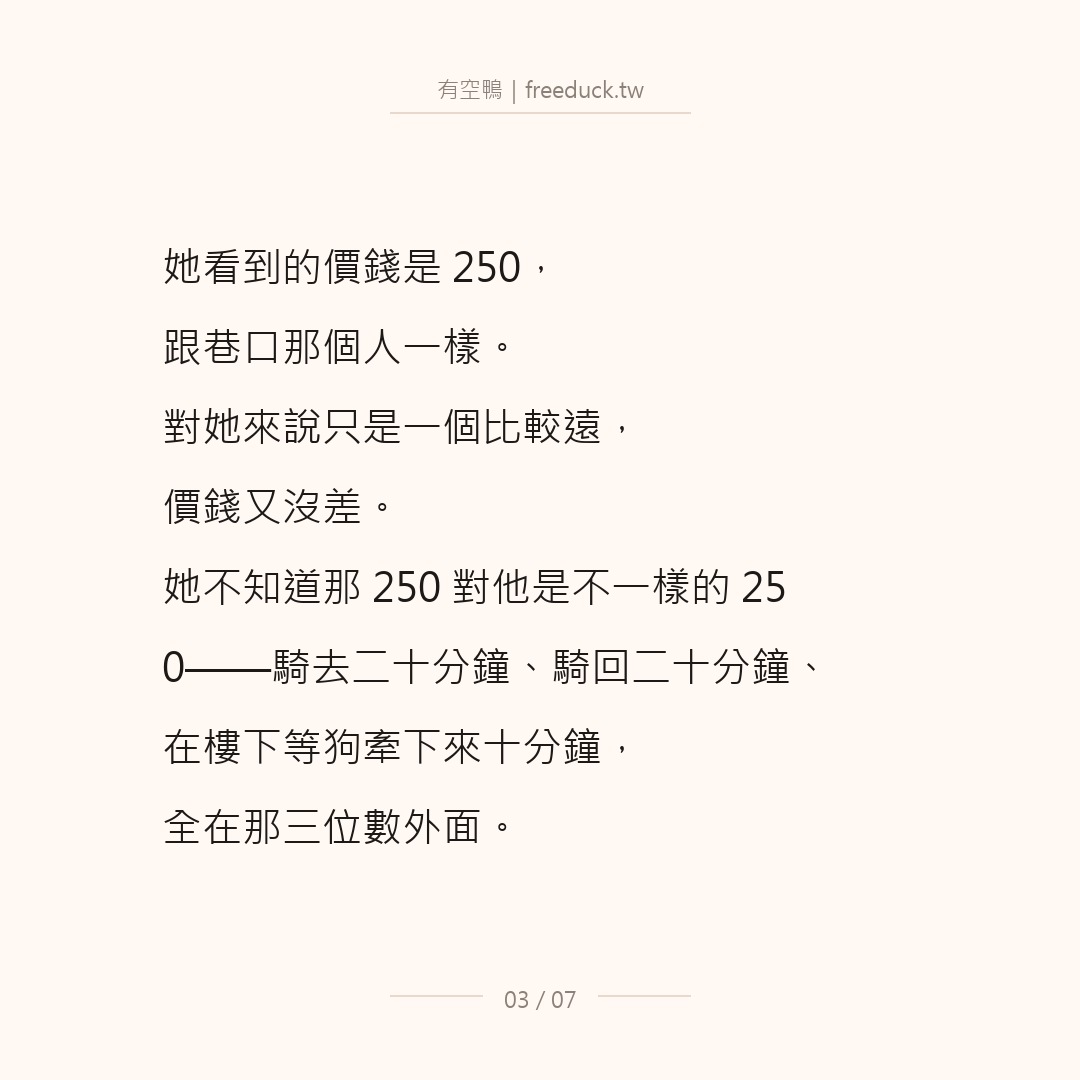 有空鴨 | freeduck.tw
她看到的價錢是 250，
跟巷口那個人一樣。
對她來說只是一個比較遠，
價錢又沒差。
她不知道那 250 對他是不一樣的 25
0——騎去二十分鐘、騎回二十分鐘、
在樓下等狗牽下來十分鐘，
全在那三位數外面。
03 / 07